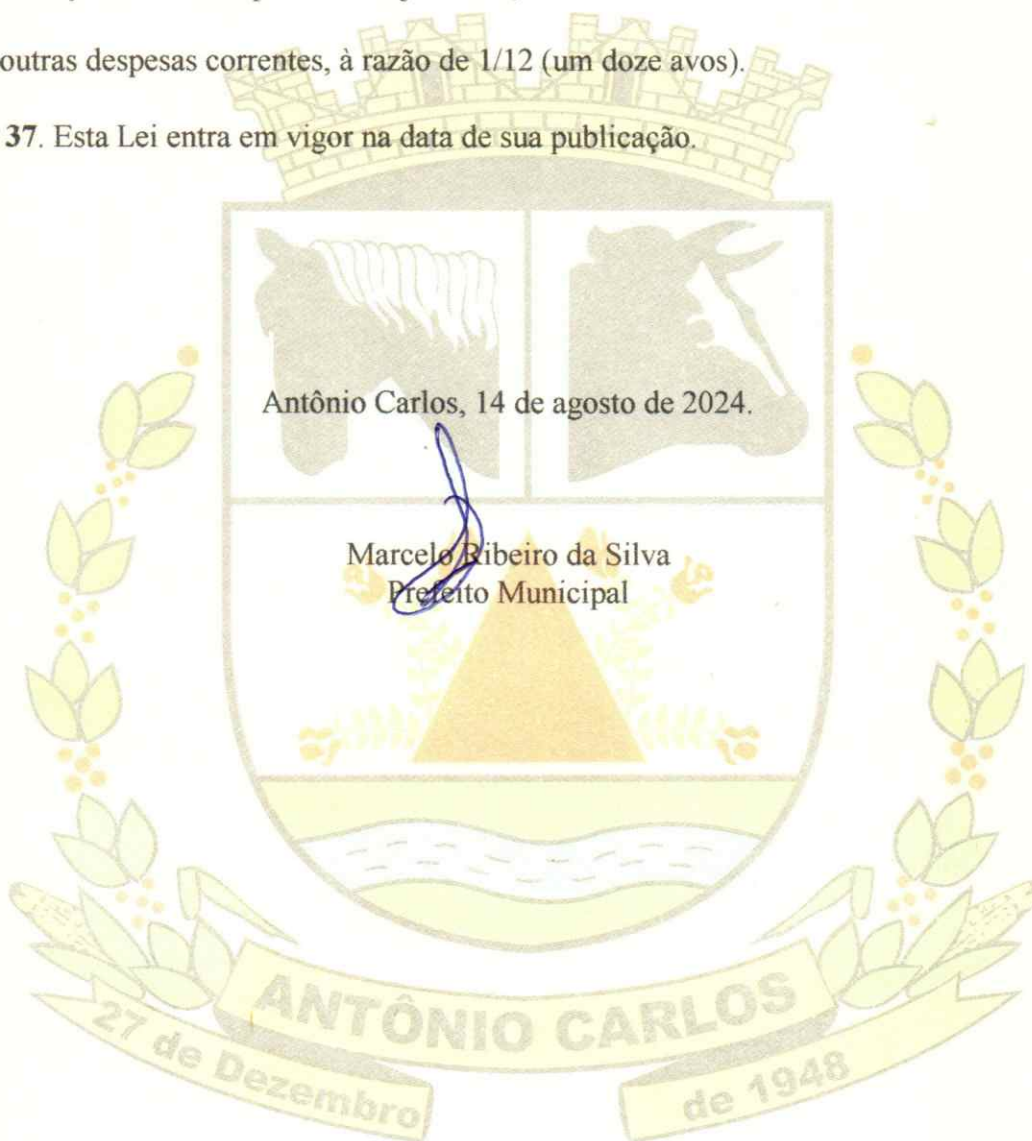 outras despesas correntes, à razão de 1/12 (um doze avos).
37. Esta Lei entra em vigor na data de sua publicação.
Antônio Carlos, 14 de agosto de 2024.
Marcelo Ribeiro da Silva
Prefeito Municipal
ANTÔNIO CARLOS
27 de Dezembro
de 1948